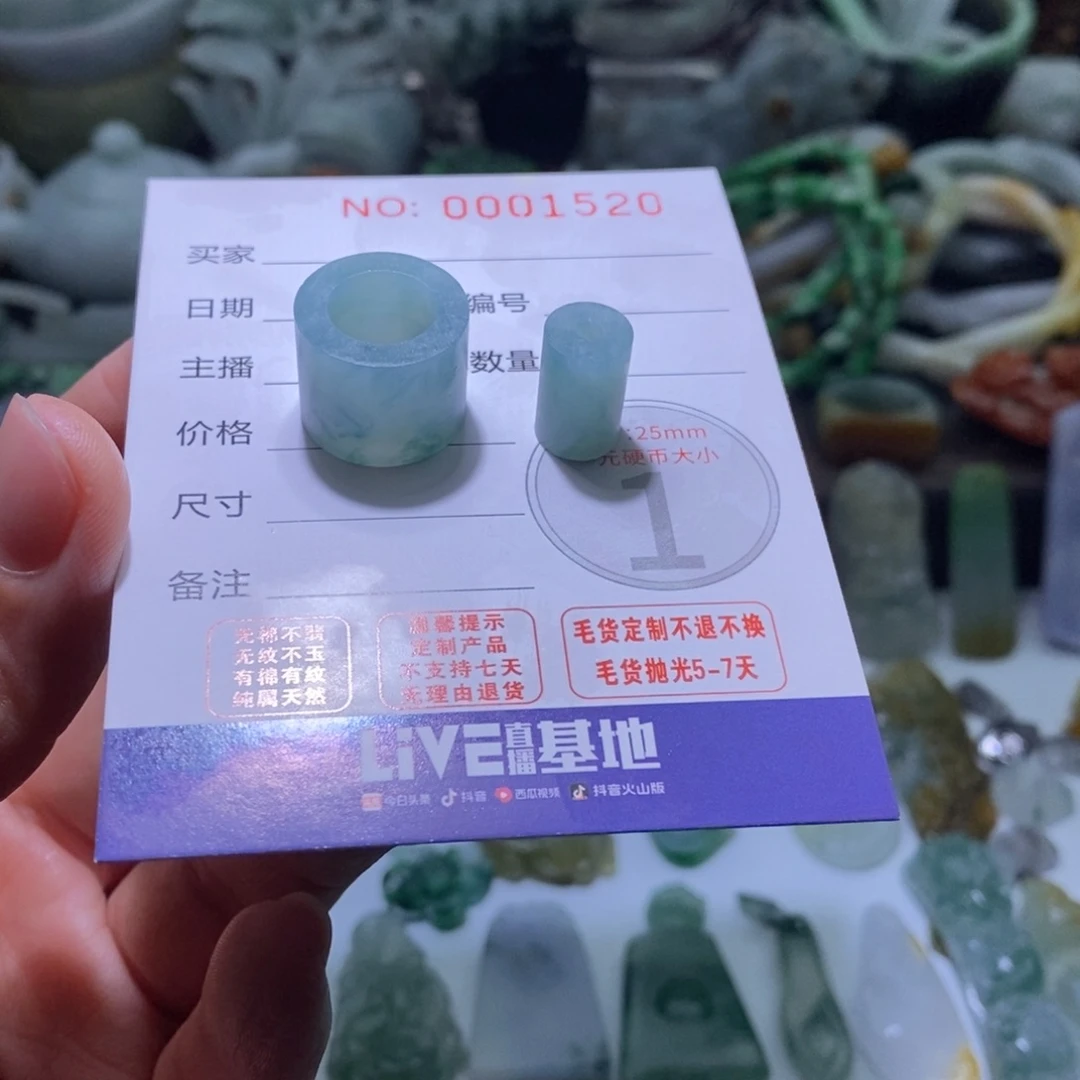 NO: 0001520
买家
日期 编号
主播 数量
价格
:25mm
元硬币大小
1
尺寸
备注
无棉不翡
无纹不玉
有棉有纹
纯属天然
温馨提示
定制产品
不支持七天
无理由退货
毛货定制不退不换
毛货抛光5-7天
LiVE直播基地
今日头条 抖音 西瓜视频 抖音火山版